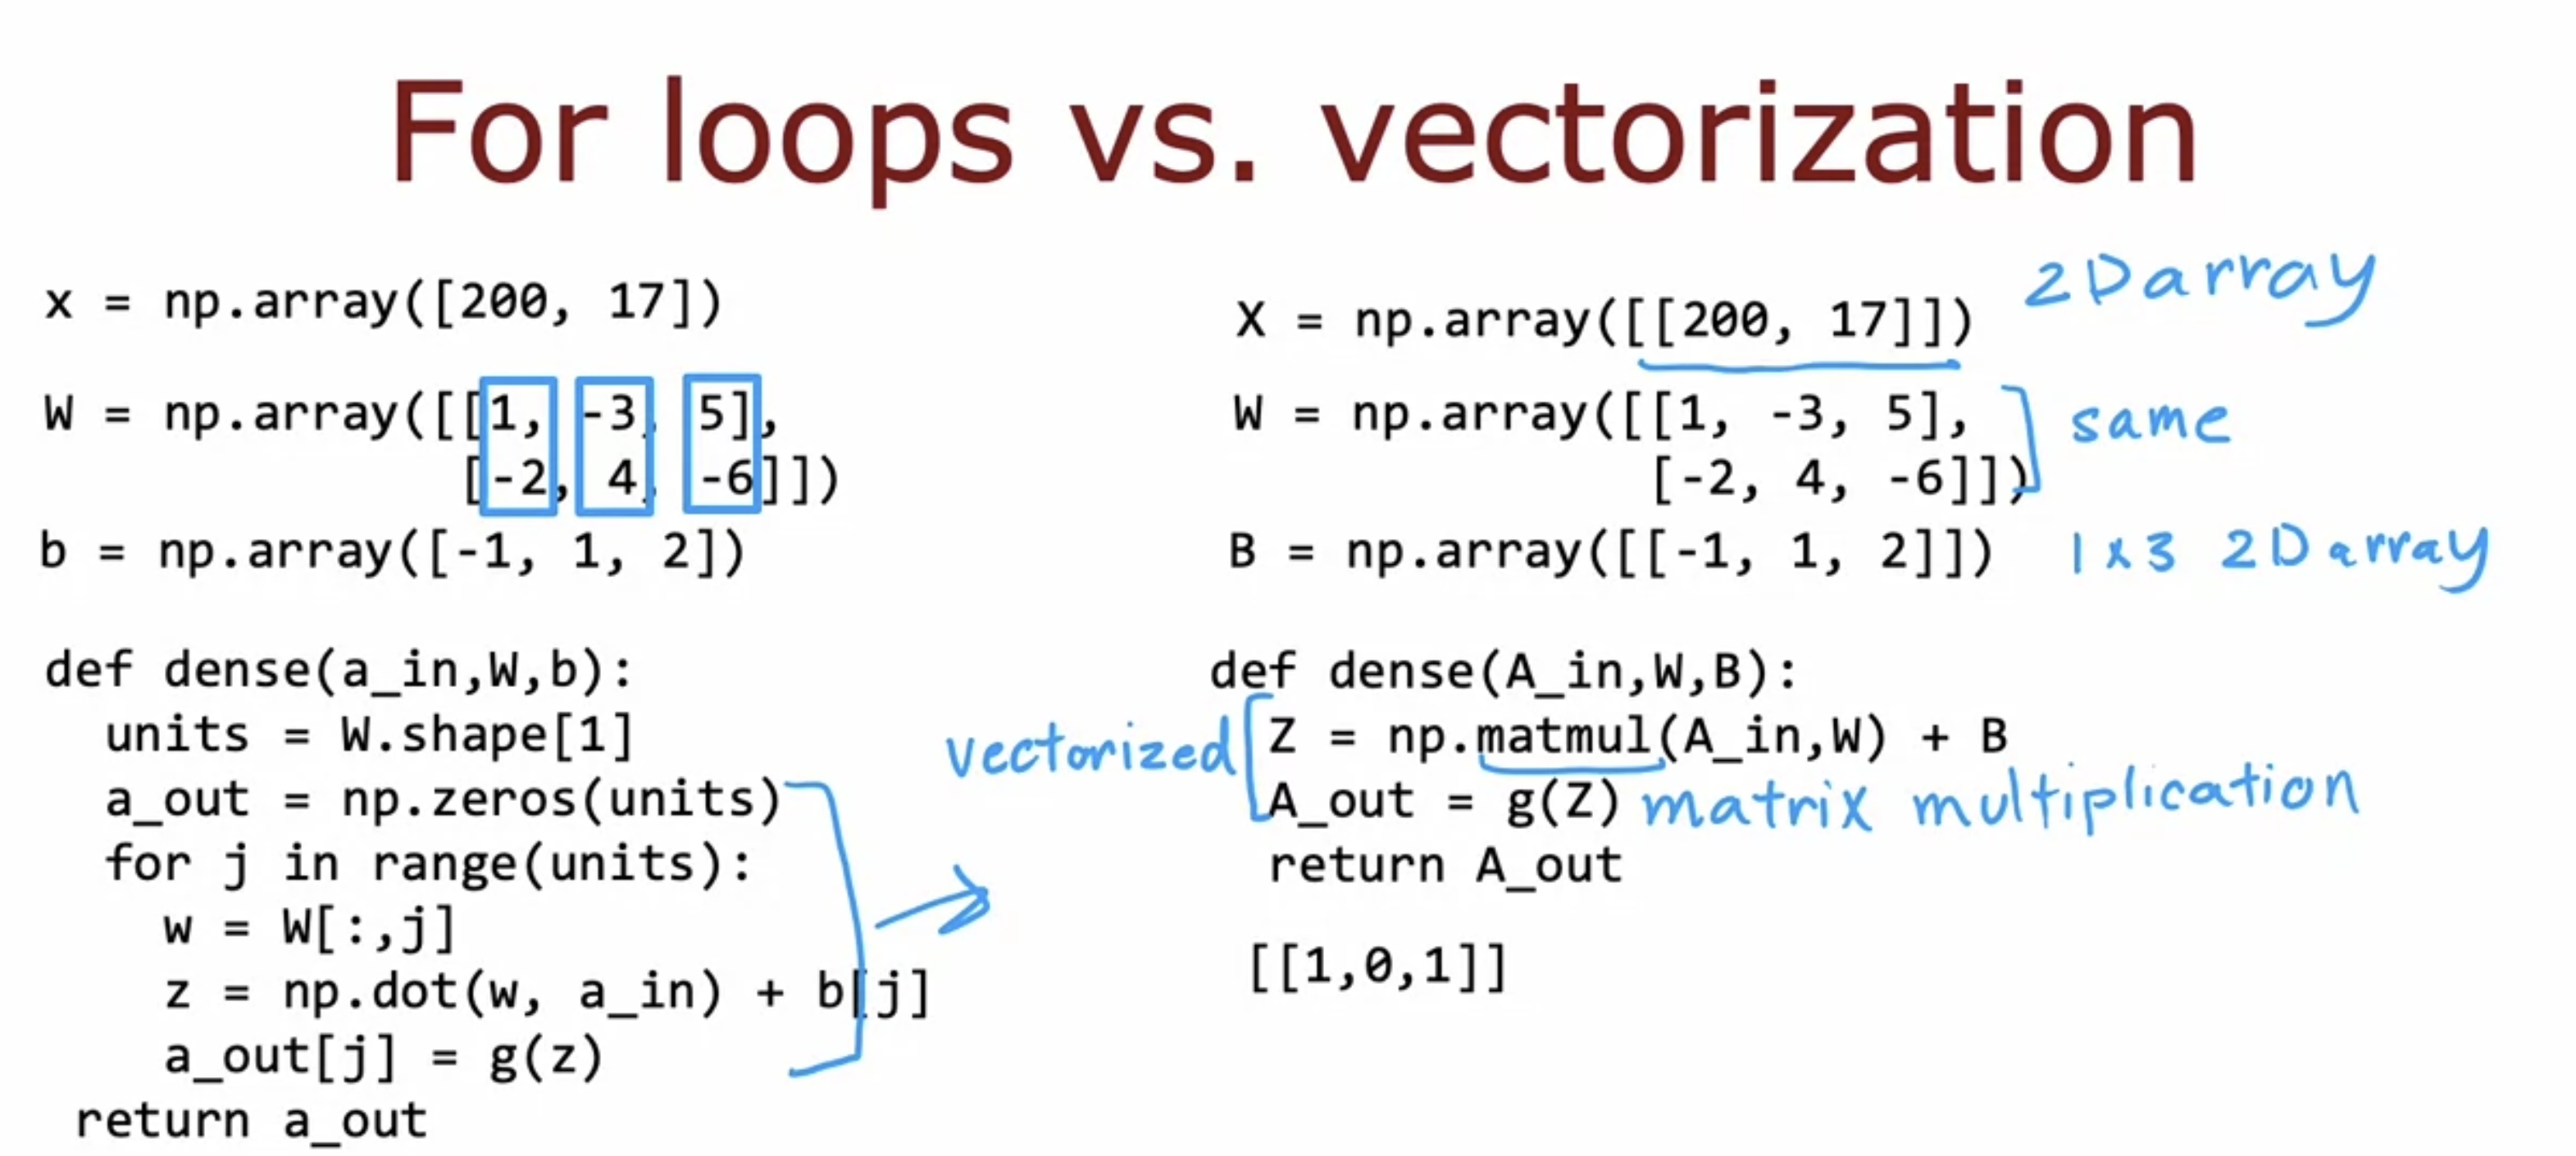 For loops vs. vectorization
x = np.array([200, 17])
W = np.array([[1, -3, 5],
[-2, 4, -6]])
b = np.array([-1, 1, 2])
def dense(a_in,W,b):
units = W.shape[1]
a_out = np.zeros(units)
for j in range(units):
w = W[:,j]
z = np.dot(w, a_in) + b[j]
a_out[j] = g(z)
return a_out
X = np.array([[200, 17]]) 2D array
W = np.array([[1, -3, 5],
[-2, 4, -6]])
same
B = np.array([[-1, 1, 2]]) 1x3 2D array
def dense(A_in,W,B):
vectorized
Z = np.matmul(A_in,W) + B
A_out = g(Z) matrix multiplication
return A_out
[[1,0,1]]